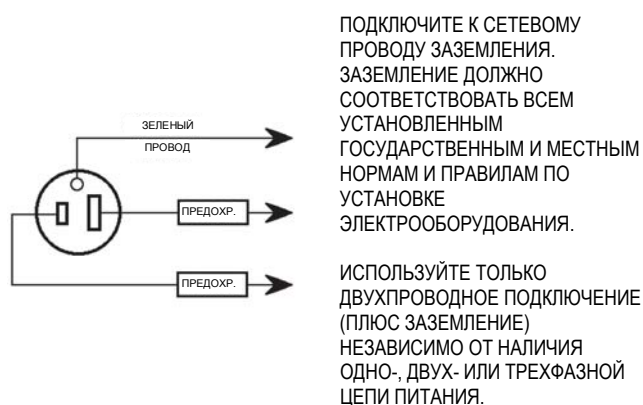 ПОДКЛЮЧИТЕ К СЕТЕВОМУ
ПРОВОДУ ЗАЗЕМЛЕНИЯ.
ЗАЗЕМЛЕНИЕ ДОЛЖНО
СООТВЕТСТВОВАТЬ ВСЕМ
УСТАНОВЛЕННЫМ
ГОСУДАРСТВЕННЫМ И МЕСТНЫМ
НОРМАМ И ПРАВИЛАМ ПО
УСТАНОВКЕ
ЭЛЕКТРООБОРУДОВАНИЯ.
ЗЕЛЕНЫЙ
ПРОВОД
ПРЕДОХР.
ПРЕДОХР.
ИСПОЛЬЗУЙТЕ ТОЛЬКО
ДВУХПРОВОДНОЕ ПОДКЛЮЧЕНИЕ
(ПЛЮС ЗАЗЕМЛЕНИЕ)
НЕЗАВИСИМО ОТ НАЛИЧИЯ
ОДНО-, ДВУХ- ИЛИ ТРЕХФАЗНОЙ
ЦЕПИ ПИТАНИЯ.